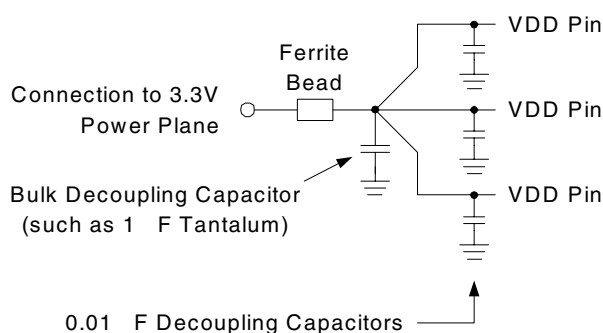 VDD Pin
Ferrite
Bead
Connection to 3.3V
Power Plane
VDD Pin
Bulk Decoupling Capacitor
(such as 1 F Tantalum)
VDD Pin
0.01 F Decoupling Capacitors